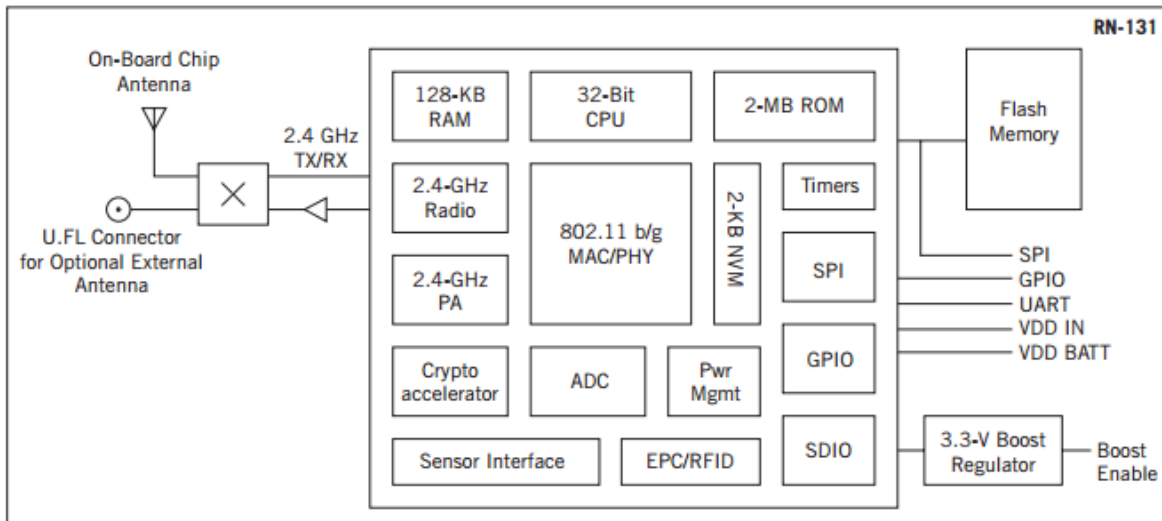 RN-131
On-Board Chip
Antenna
2.4 GHz
TX/RX
U.FL Connector
for Optional External
Antenna
128-KB
RAM
32-Bit
CPU
2-MB ROM
2.4-GHz
Radio
802.11 b/g
MAC/PHY
2-KB NVM
Timers
2.4-GHz
PA
SPI
Crypto
accelerator
ADC
Pwr
Mgmt
GPIO
Sensor Interface
EPC/RFID
SDIO
Flash
Memory
SPI
GPIO
UART
VDD IN
VDD BATT
3.3-V Boost
Regulator
Boost
Enable